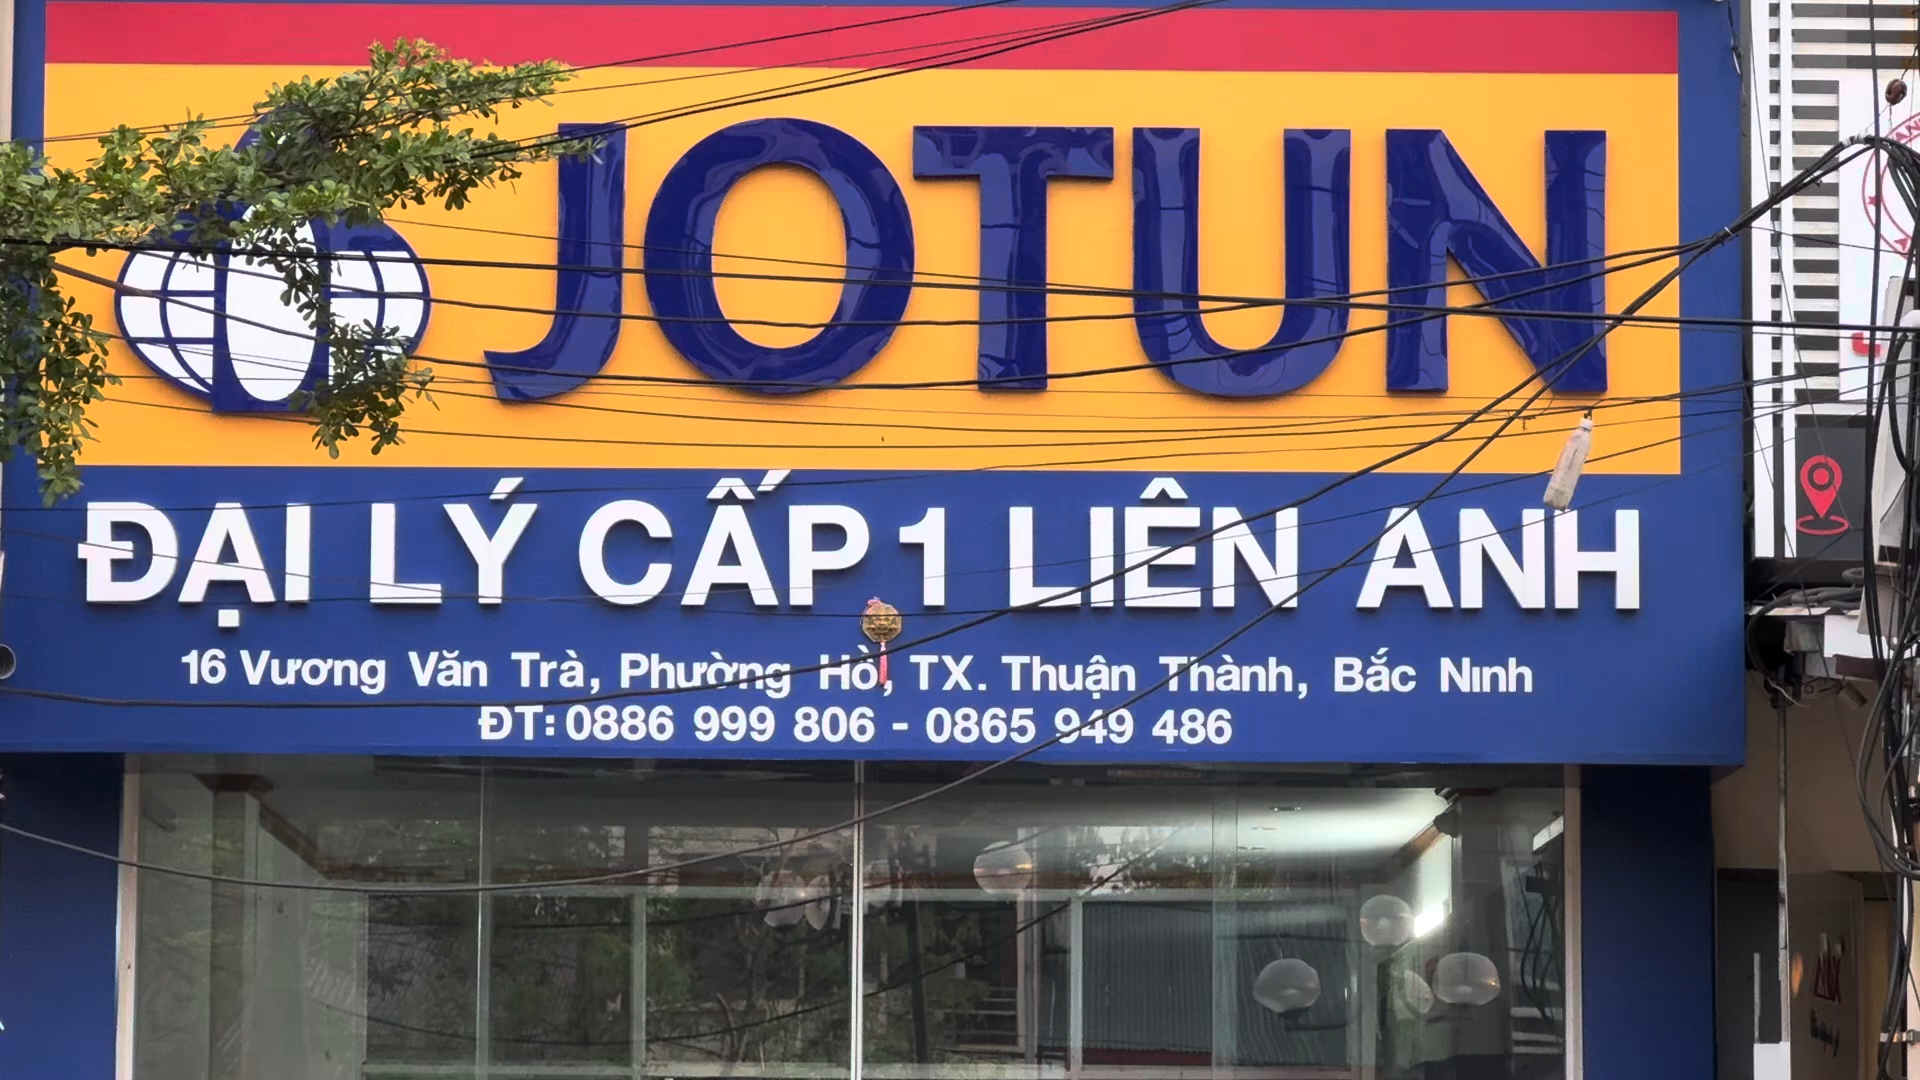 JOTUN
ĐẠI LÝ CẤP 1 LIÊN ANH
16 Vương Văn Trà, Phường Hồ, TX. Thuận Thành, Bắc Ninh
ĐT: 0886 999 806 - 0865 949 486